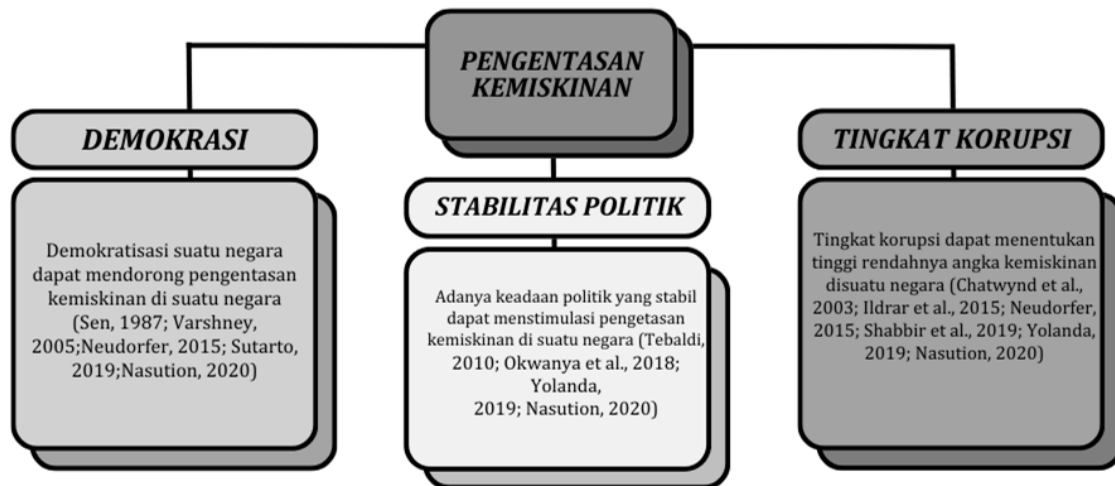 PENGENTASAN
KEMISKINAN
DEMOKRASI
Demokratisasi suatu negara
dapat mendorong pengentasan
kemiskinan di suatu negara
(Sen, 1987; Varshney,
2005;Neudorfer, 2015; Sutarto,
2019;Nasution, 2020)
STABILITAS POLITIK
Adanya keadaan politik yang stabil
dapat menstimulasi pengetasan
kemiskinan di suatu negara (Tebaldi,
2010; Okwanya et al., 2018;
Yolanda,
2019; Nasution, 2020)
TINGKAT KORUPSI
Tingkat korupsi dapat menentukan
tinggi rendahnya angka kemiskinan
disuatu negara (Chatwynd et al.,
2003; Ildrar et al., 2015; Neudorfer,
2015; Shabbir et al., 2019; Yolanda,
2019; Nasution, 2020)